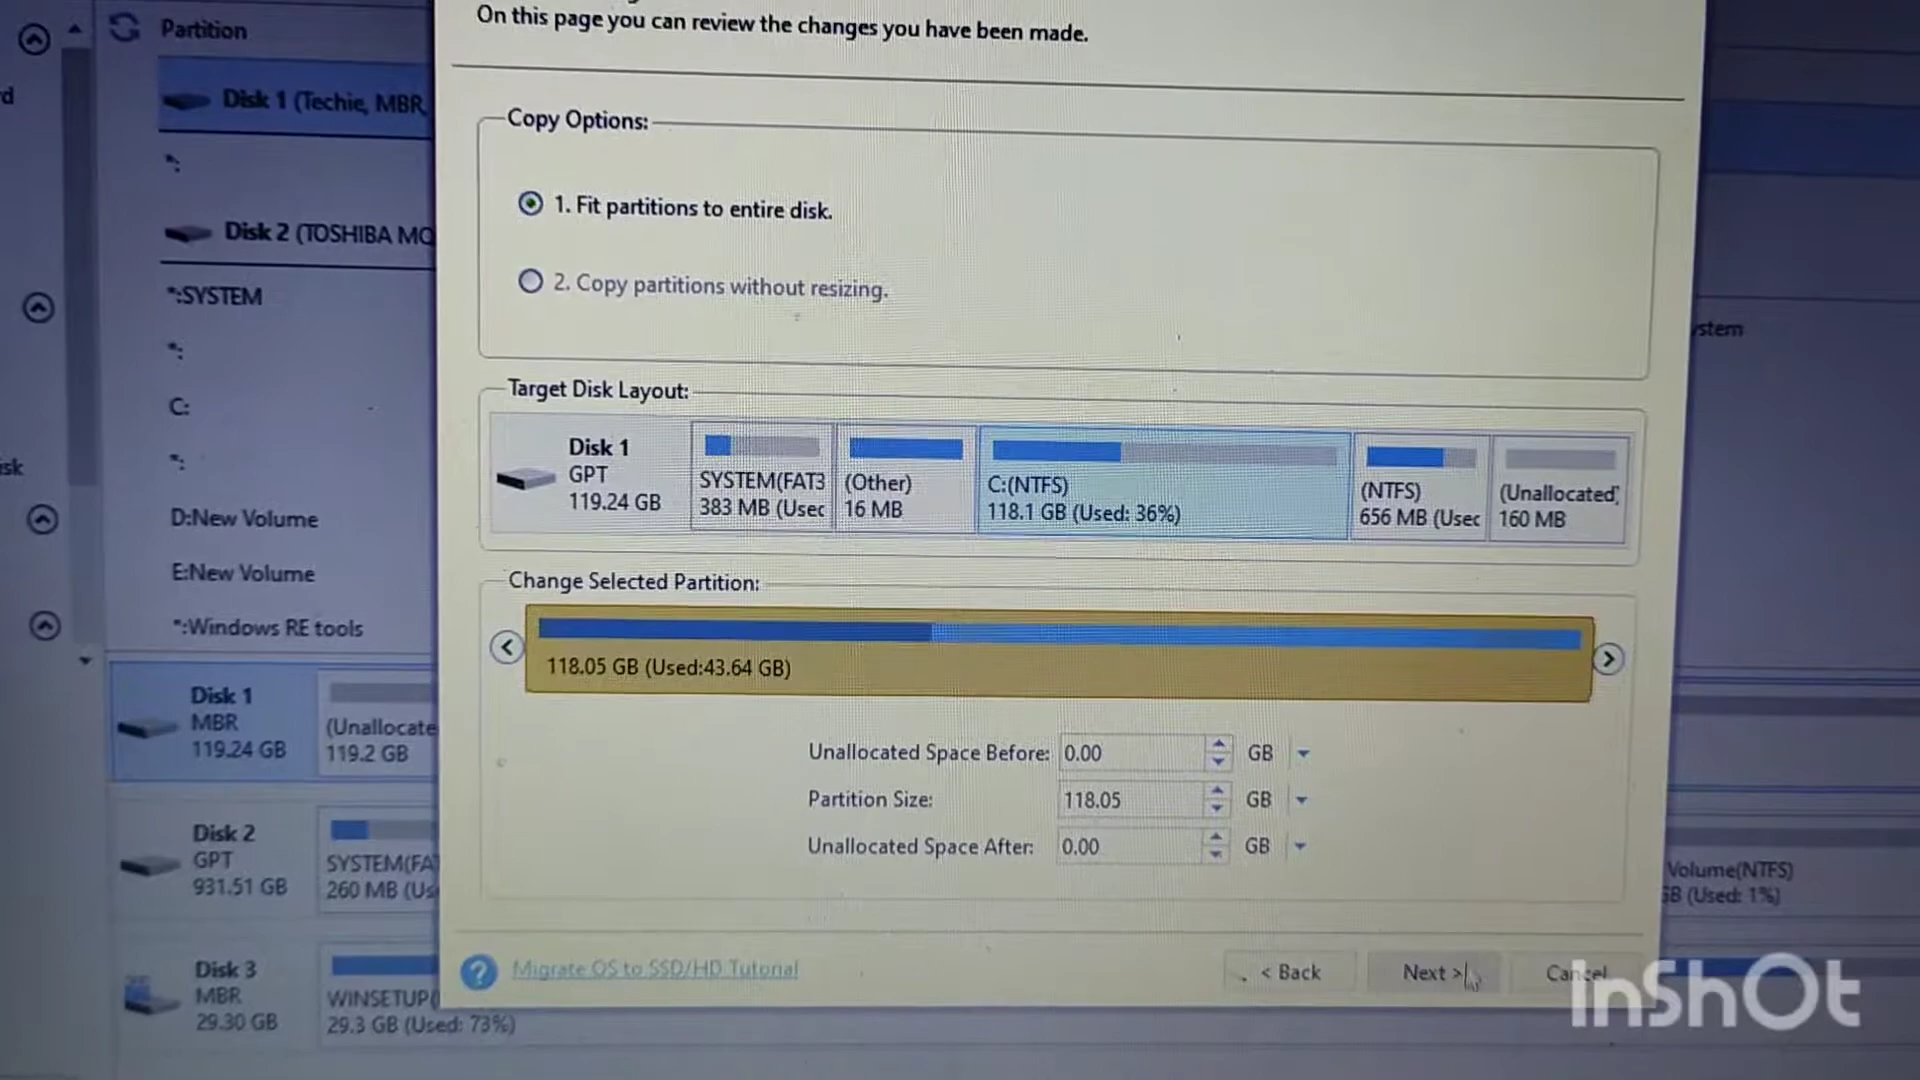 On this page you can review the changes you have been made.
Partition
Disk 1 (Techie, MBR,
d
*:
Disk 2 (TOSHIBA MQ
*:SYSTEM
*:
C:
*:
sk
D:New Volume
E:New Volume
*:Windows RE tools
Copy Options:
1. Fit partitions to entire disk.
2. Copy partitions without resizing.
ystem
Target Disk Layout:
Disk 1
GPT
119.24 GB
SYSTEM(FAT3
383 MB (Usec
(Other)
16 MB
C:(NTFS)
118.1 GB (Used: 36%)
(NTFS)
656 MB (Usec
(Unallocated)
160 MB
Change Selected Partition:
118.05 GB (Used:43.64 GB)
Unallocated Space Before: 0.00 GB
Partition Size: 118.05 GB
Unallocated Space After: 0.00 GB
Disk 1
MBR
119.24 GB
(Unallocate
119.2 GB
Disk 2
GPT
931.51 GB
SYSTEM(FAT
260 MB (Us
Volume(NTFS)
GB (Used: 1%)
Disk 3
MBR
29.30 GB
WINSETUP(
29.3 GB (Used: 73%)
Migrate OS to SSD/HD Tutorial
< Back
Next >
Cancel
InShOt